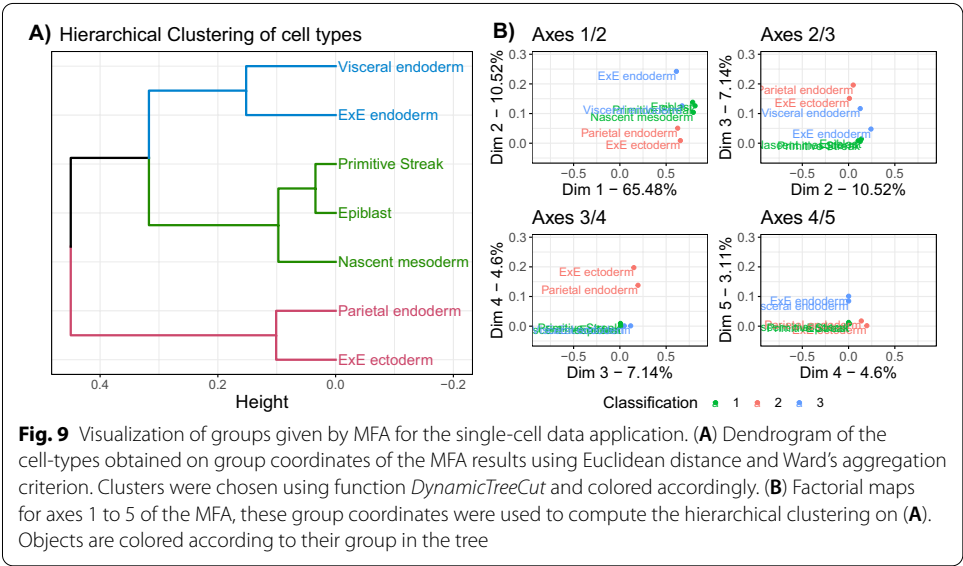 A) Hierarchical Clustering of cell types
Visceral endoderm
ExE endoderm
Primitive Streak
Epiblast
Nascent mesoderm
Parietal endoderm
ExE ectoderm
0.4 0.2 0.0 −0.2
Height
B) Axes 1/2
0.3
0.2
0.1
0.0
Dim 2 − 10.52%
ExE endoderm
Nascent mesoderm
Parietal endoderm
ExE ectoderm
−0.5 0.0 0.5
Dim 1 − 65.48%
Axes 2/3
0.3
0.2
0.1
0.0
Dim 3 − 7.14%
Parietal endoderm
ExE ectoderm
Visceral endoderm
ExE endoderm
Primitive Streak
−0.5 0.0 0.5
Dim 2 − 10.52%
Axes 3/4
0.3
0.2
0.1
0.0
Dim 4 − 4.6%
ExE ectoderm
Parietal endoderm
Primitive Streak
−0.5 0.0 0.5
Dim 3 − 7.14%
Axes 4/5
0.3
0.2
0.1
0.0
Dim 5 − 3.11%
ExE endoderm
−0.5 0.0 0.5
Dim 4 − 4.6%
Classification 1 2 3
Fig. 9 Visualization of groups given by MFA for the single-cell data application. (A) Dendrogram of the
cell-types obtained on group coordinates of the MFA results using Euclidean distance and Ward's aggregation
criterion. Clusters were chosen using function DynamicTreeCut and colored accordingly. (B) Factorial maps
for axes 1 to 5 of the MFA, these group coordinates were used to compute the hierarchical clustering on (A).
Objects are colored according to their group in the tree